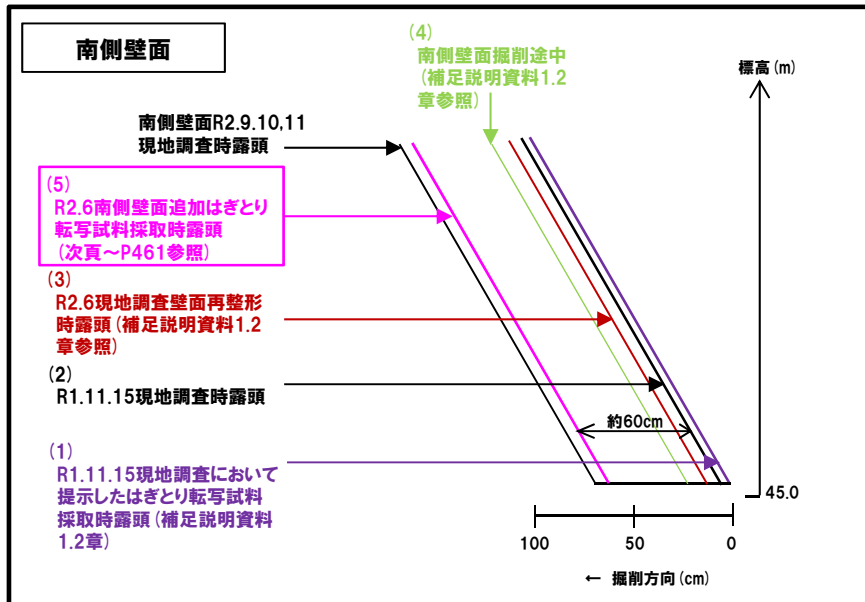 南側壁面
(4)
南側壁面掘削途中
(補足説明資料1.2
章参照)
標高(m)
南側壁面R2.9.10,11
現地調査時露頭
(5)
R2.6南側壁面追加はぎとり
転写試料採取時露頭
(次頁～P461参照)
(3)
R2.6現地調査壁面再整形
時露頭(補足説明資料1.2
章参照)
(2)
R1.11.15現地調査時露頭
約60cm
(1)
R1.11.15現地調査において
提示したはぎとり転写試料
採取時露頭(補足説明資料
1.2章)
45.0
100 50 0
← 掘削方向(cm)